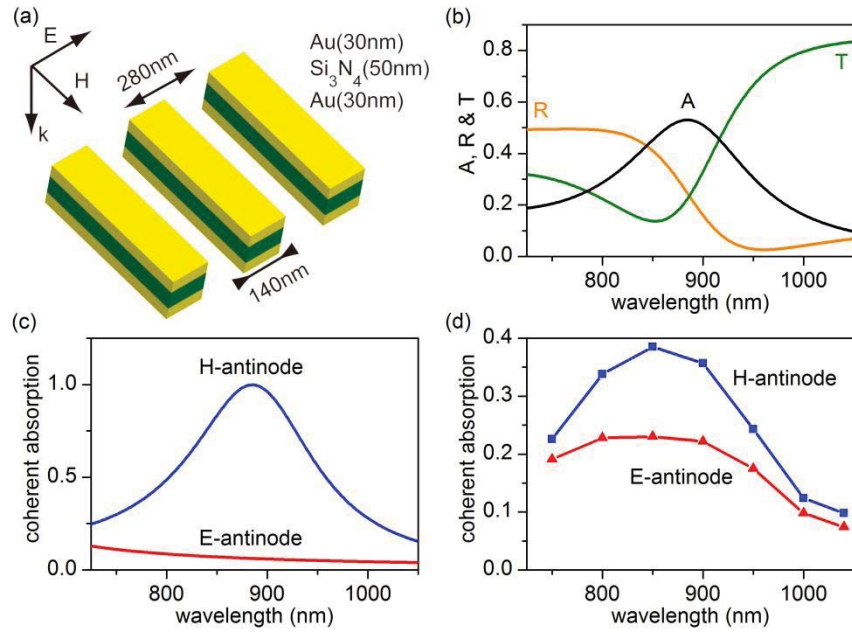 (a)
E
H
k
280nm
140nm
Au(30nm)
Si₃N₄(50nm)
Au(30nm)
(b)
A, R & T
0.8
0.6
0.4
0.2
0.0
R
A
T
800 900 1000
wavelength (nm)
(c)
coherent absorption
1.0
0.5
0.0
H-antinode
E-antinode
800 900 1000
wavelength (nm)
(d)
coherent absorption
0.4
0.3
0.2
0.1
0.0
H-antinode
E-antinode
800 900 1000
wavelength (nm)